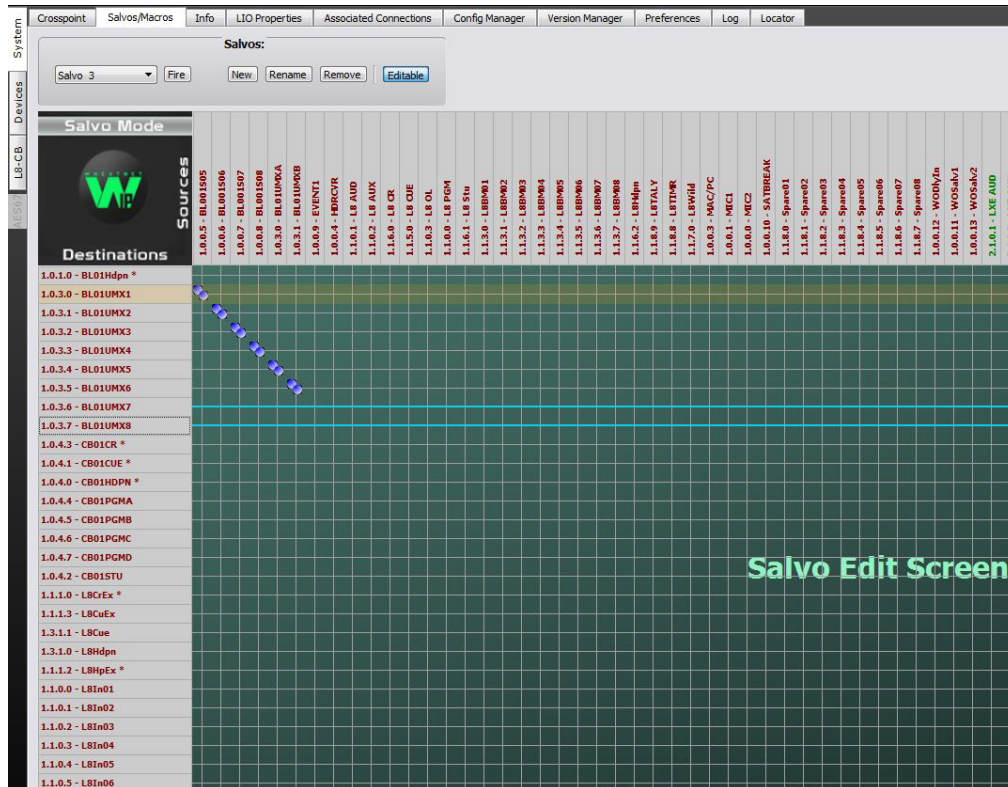 Crosspoint Salvos/Macros Info LIO Properties Associated Connections Config Manager Version Manager Preferences Log Locator
System
Devices
L8-CB
AES67
Salvos:
Salvo 3 Fire New Rename Remove Editable
Salvo Mode
WHEATNET
IP
Sources
Destinations
1.0.0.5 - BL001S05
1.0.0.6 - BL001S06
1.0.0.7 - BL001S07
1.0.0.8 - BL001S08
1.0.3.0 - BL01UMXA
1.0.3.1 - BL01UMXB
1.0.0.9 - EVENT1
1.0.0.4 - HDRCVR
1.1.0.1 - L8 AUD
1.1.0.2 - L8 AUX
1.1.6.0 - L8 CR
1.1.5.0 - L8 CUE
1.1.0.3 - L8 OL
1.1.0.0 - L8 PGM
1.1.6.1 - L8 Stu
1.1.3.0 - L8BM01
1.1.3.1 - L8BM02
1.1.3.2 - L8BM03
1.1.3.3 - L8BM04
1.1.3.4 - L8BM05
1.1.3.5 - L8BM06
1.1.3.6 - L8BM07
1.1.3.7 - L8BM08
1.1.6.2 - L8Hdpn
1.1.8.9 - L8TALY
1.1.8.8 - L8TIMR
1.1.7.0 - L8Wild
1.0.0.3 - MAC/PC
1.0.0.1 - MIC1
1.0.0.2 - MIC2
1.0.0.10 - SATBREAK
1.1.8.0 - Spare01
1.1.8.1 - Spare02
1.1.8.2 - Spare03
1.1.8.3 - Spare04
1.1.8.4 - Spare05
1.1.8.5 - Spare06
1.1.8.6 - Spare07
1.1.8.7 - Spare08
1.0.0.12 - WODlyIn
1.0.0.11 - WOSalv1
1.0.0.13 - WOSalv2
2.1.0.1 - LXE AUD
1.0.1.0 - BL01Hdpn *
1.0.3.0 - BL01UMX1
1.0.3.1 - BL01UMX2
1.0.3.2 - BL01UMX3
1.0.3.3 - BL01UMX4
1.0.3.4 - BL01UMX5
1.0.3.5 - BL01UMX6
1.0.3.6 - BL01UMX7
1.0.3.7 - BL01UMX8
1.0.4.3 - CB01CR *
1.0.4.1 - CB01CUE *
1.0.4.0 - CB01HDPN *
1.0.4.4 - CB01PGMA
1.0.4.5 - CB01PGMB
1.0.4.6 - CB01PGMC
1.0.4.7 - CB01PGMD
1.0.4.2 - CB01STU
1.1.1.0 - L8CrEx *
1.1.1.3 - L8CuEx
1.3.1.1 - L8Cue
1.3.1.0 - L8Hdpn
1.1.1.2 - L8HpEx *
1.1.0.0 - L8In01
1.1.0.1 - L8In02
1.1.0.2 - L8In03
1.1.0.3 - L8In04
1.1.0.4 - L8In05
1.1.0.5 - L8In06
Salvo Edit Screen